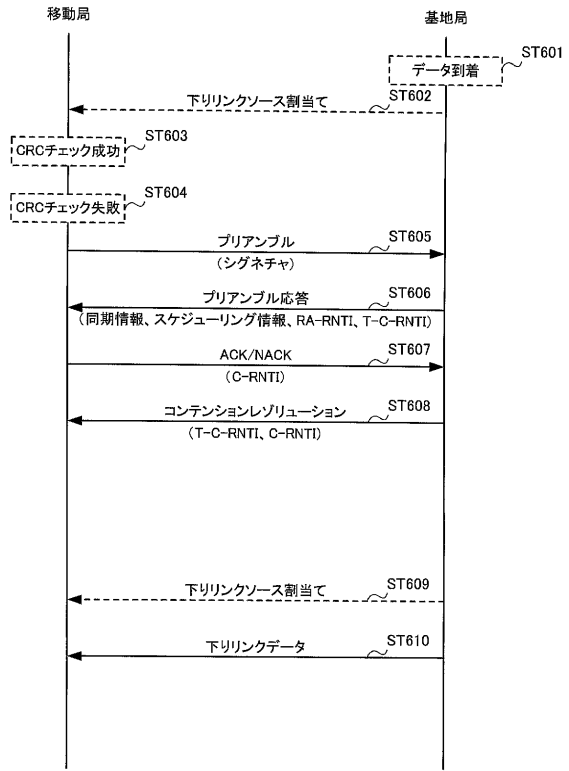 移動局
基地局
ST601
データ到着
下りリンクソース割当て
ST602
ST603
CRCチェック成功
ST604
CRCチェック失敗
プリアンブル
ST605
(シグネチャ)
プリアンブル応答
ST606
(同期情報、スケジューリング情報、RA-RNTI、T-C-RNTI)
ACK/NACK
ST607
(C-RNTI)
コンテンションレゾリューション
ST608
(T-C-RNTI、C-RNTI)
下りリンクソース割当て
ST609
下りリンクデータ
ST610